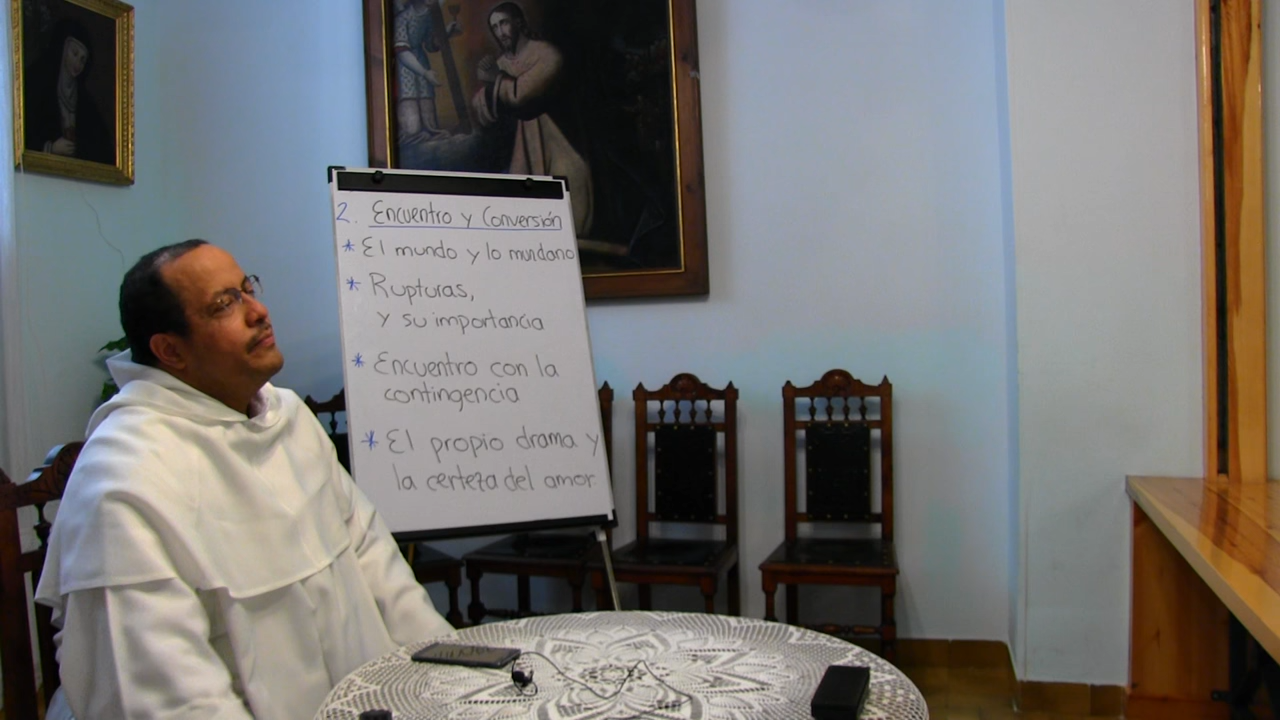 2. Encuentro y Conversión
* El mundo y lo mundano
* Rupturas,
y su importancia
* Encuentro con la
contingencia
* El propio drama y
la certeza del amor